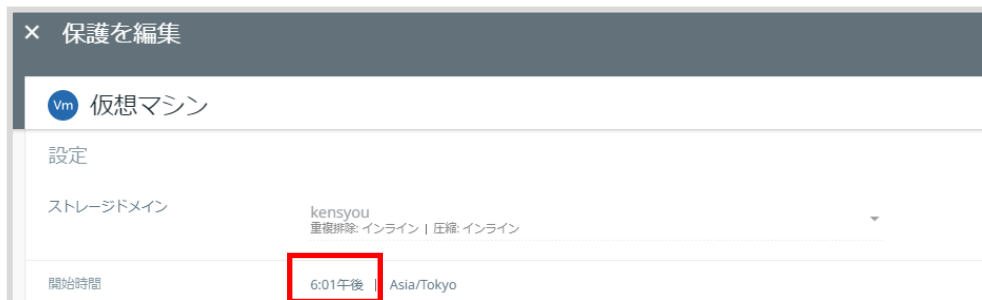 × 保護を編集
Vm 仮想マシン
設定
ストレージドメイン
kensyou
重複排除: インライン | 圧縮: インライン
開始時間
6:01午後 | Asia/Tokyo